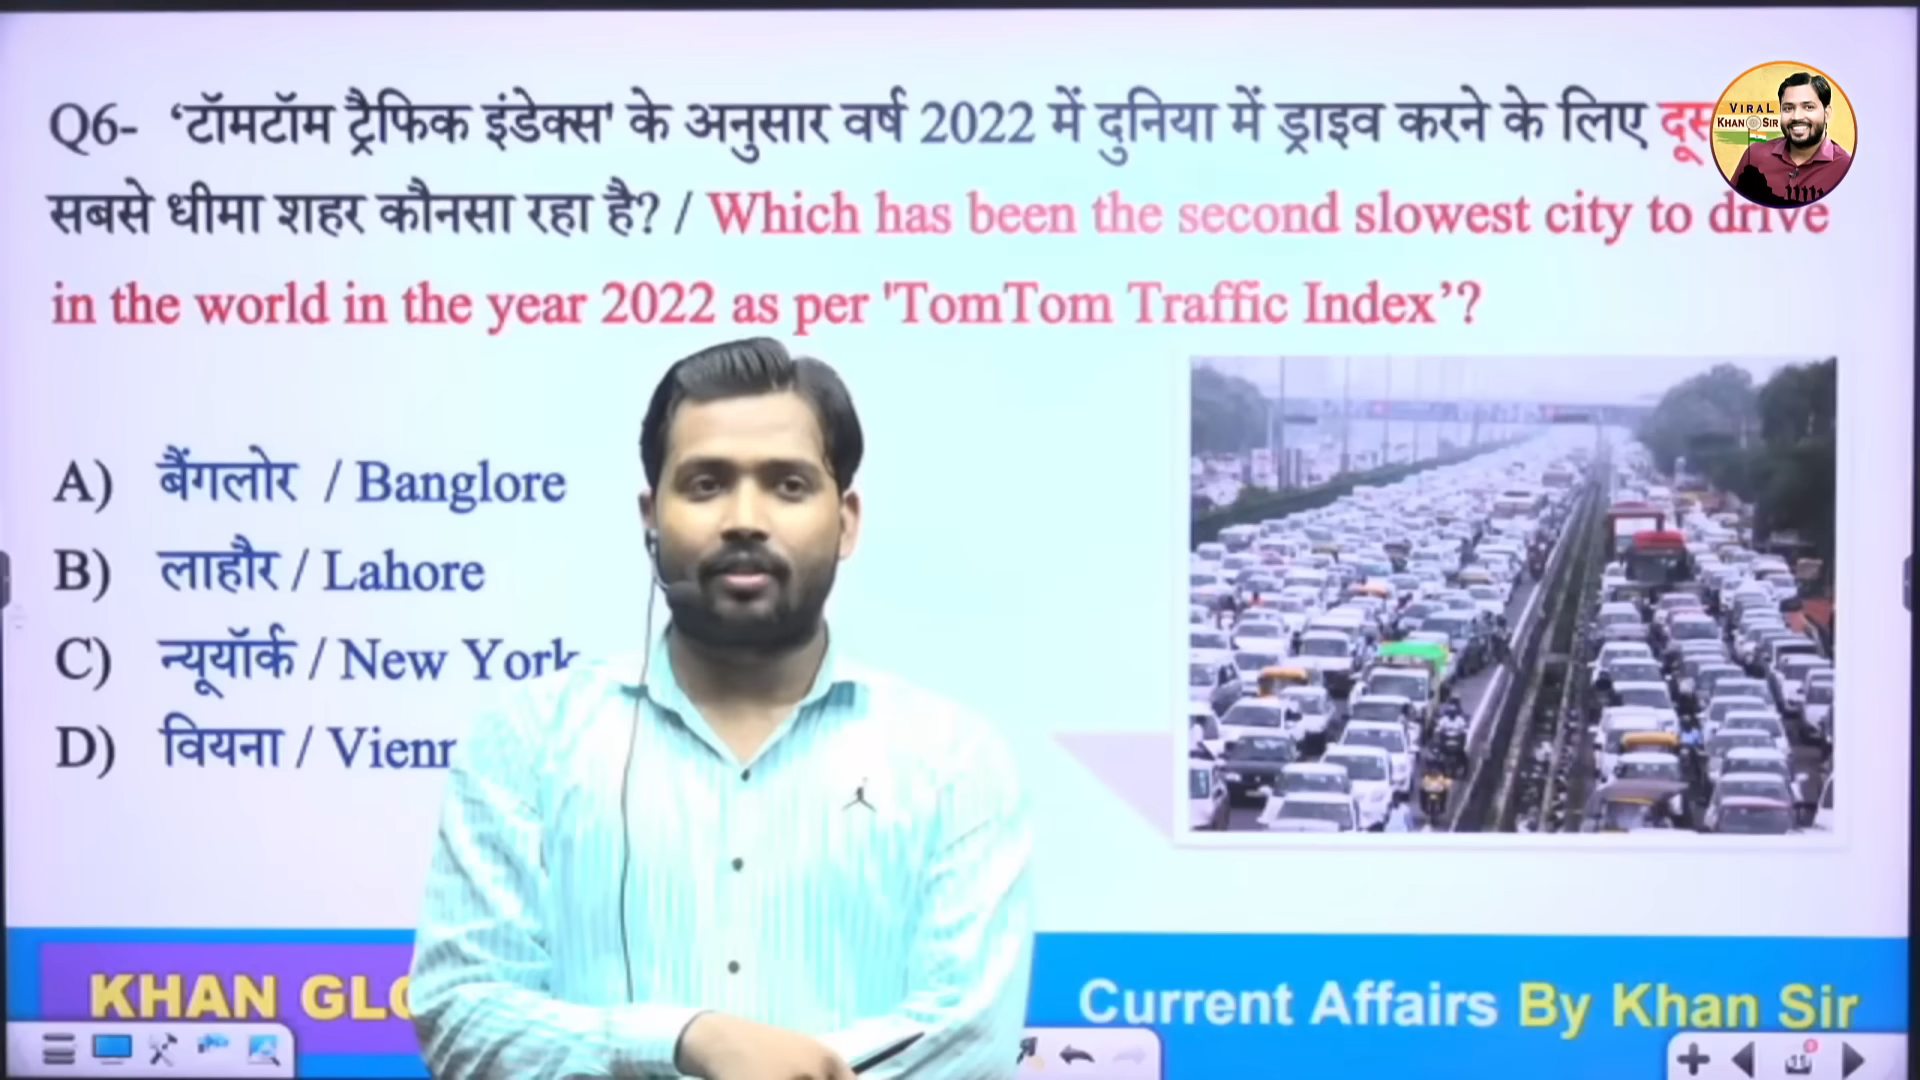 Q6- ‘टॉमटॉम ट्रैफिक इंडेक्स' के अनुसार वर्ष 2022 में दुनिया में ड्राइव करने के लिए
सबसे धीमा शहर कौनसा रहा है? / Which has been the second slowest city to drive
in the world in the year 2022 as per 'TomTom Traffic Index’?
A) बैंगलोर / Banglore
B) लाहौर / Lahore
C) न्यूयॉर्क / New York
D) वियना /
VIRAL
KHAN SIR
KHAN
Current Affairs By Khan Sir
11